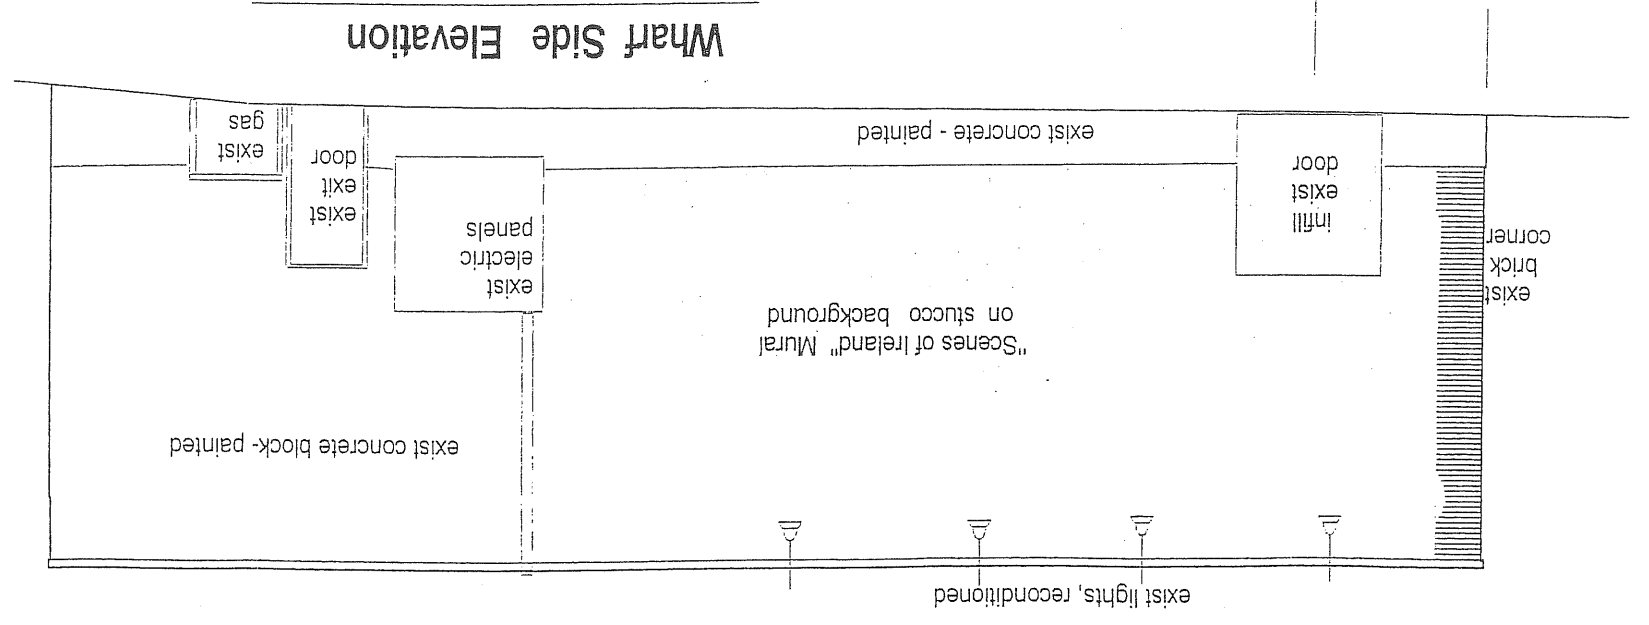 exist lights, reconditioned
exist concrete block- painted
"Scenes of Ireland" Mural
on stucco background
exist
brick
corner
infill
exist
door
exist
electric
panels
exist
exit
door
exist
gas
exist concrete - painted
Wharf Side Elevation